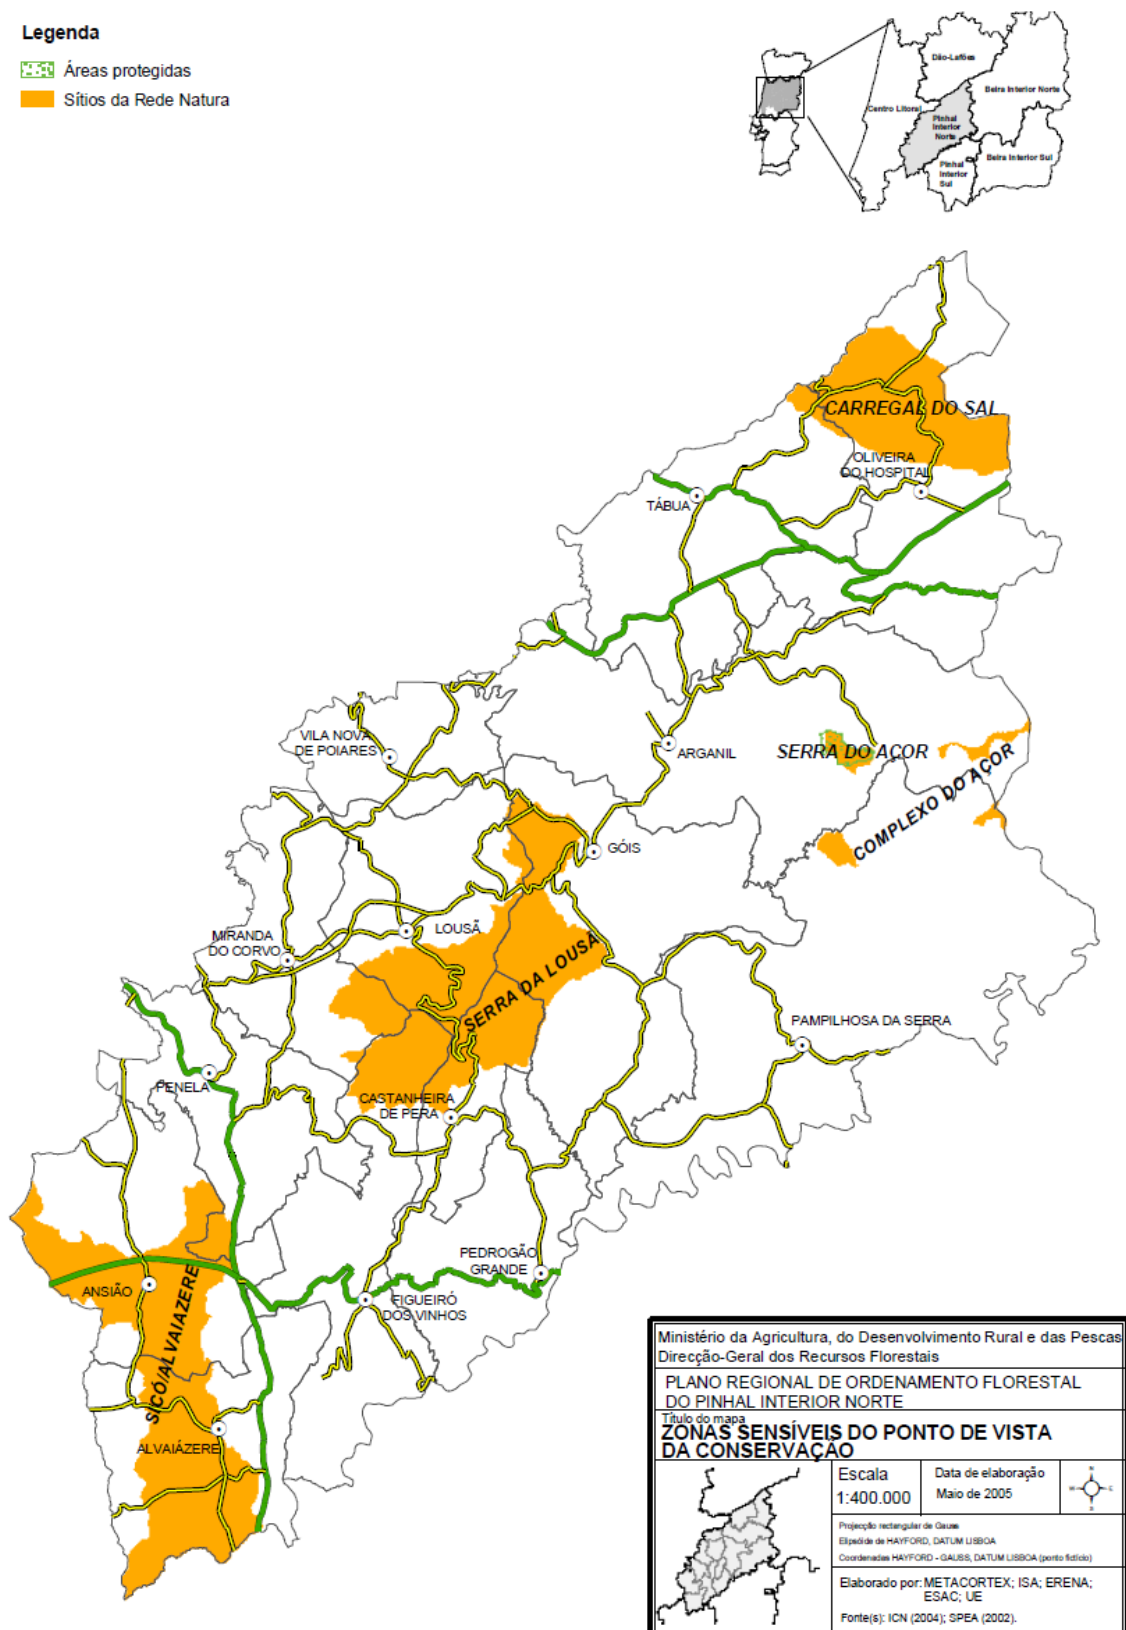 Legenda
Áreas protegidas
Sítios da Rede Natura
Dão-Lafões
Beira Interior Norte
Centro Litoral
Pinhal
Interior
Norte
Beira Interior Sul
Pinhal
Interior
Sul
CARREGAL DO SAL
OLIVEIRA
DO HOSPITAL
TÁBUA
VILA NOVA
DE POIARES
ARGANIL
SERRA DO AÇOR
COMPLEXO DO AÇOR
GÓIS
LOUSÃ
MIRANDA
DO CORVO
SERRA DA LOUSÃ
PAMPILHOSA DA SERRA
PENELA
CASTANHEIRA
DE PERA
PEDROGÃO
GRANDE
ANSIÃO
FIGUEIRÓ
DOS VINHOS
SICÓ/ALVAIAZERE
ALVAIÁZERE
Ministério da Agricultura, do Desenvolvimento Rural e das Pescas
Direcção-Geral dos Recursos Florestais
PLANO REGIONAL DE ORDENAMENTO FLORESTAL
DO PINHAL INTERIOR NORTE
Título do mapa
ZONAS SENSÍVEIS DO PONTO DE VISTA
DA CONSERVAÇÃO
Escala
1:400.000
Data de elaboração
Maio de 2005
N
W
E
S
Projecção rectangular de Gauss
Elipsóide de HAYFORD, DATUM LISBOA
Coordenadas HAYFORD - GAUSS, DATUM LISBOA (ponto fictício)
Elaborado por: METACORTEX; ISA; ERENA;
ESAC; UE
Fonte(s): ICN (2004); SPEA (2002).